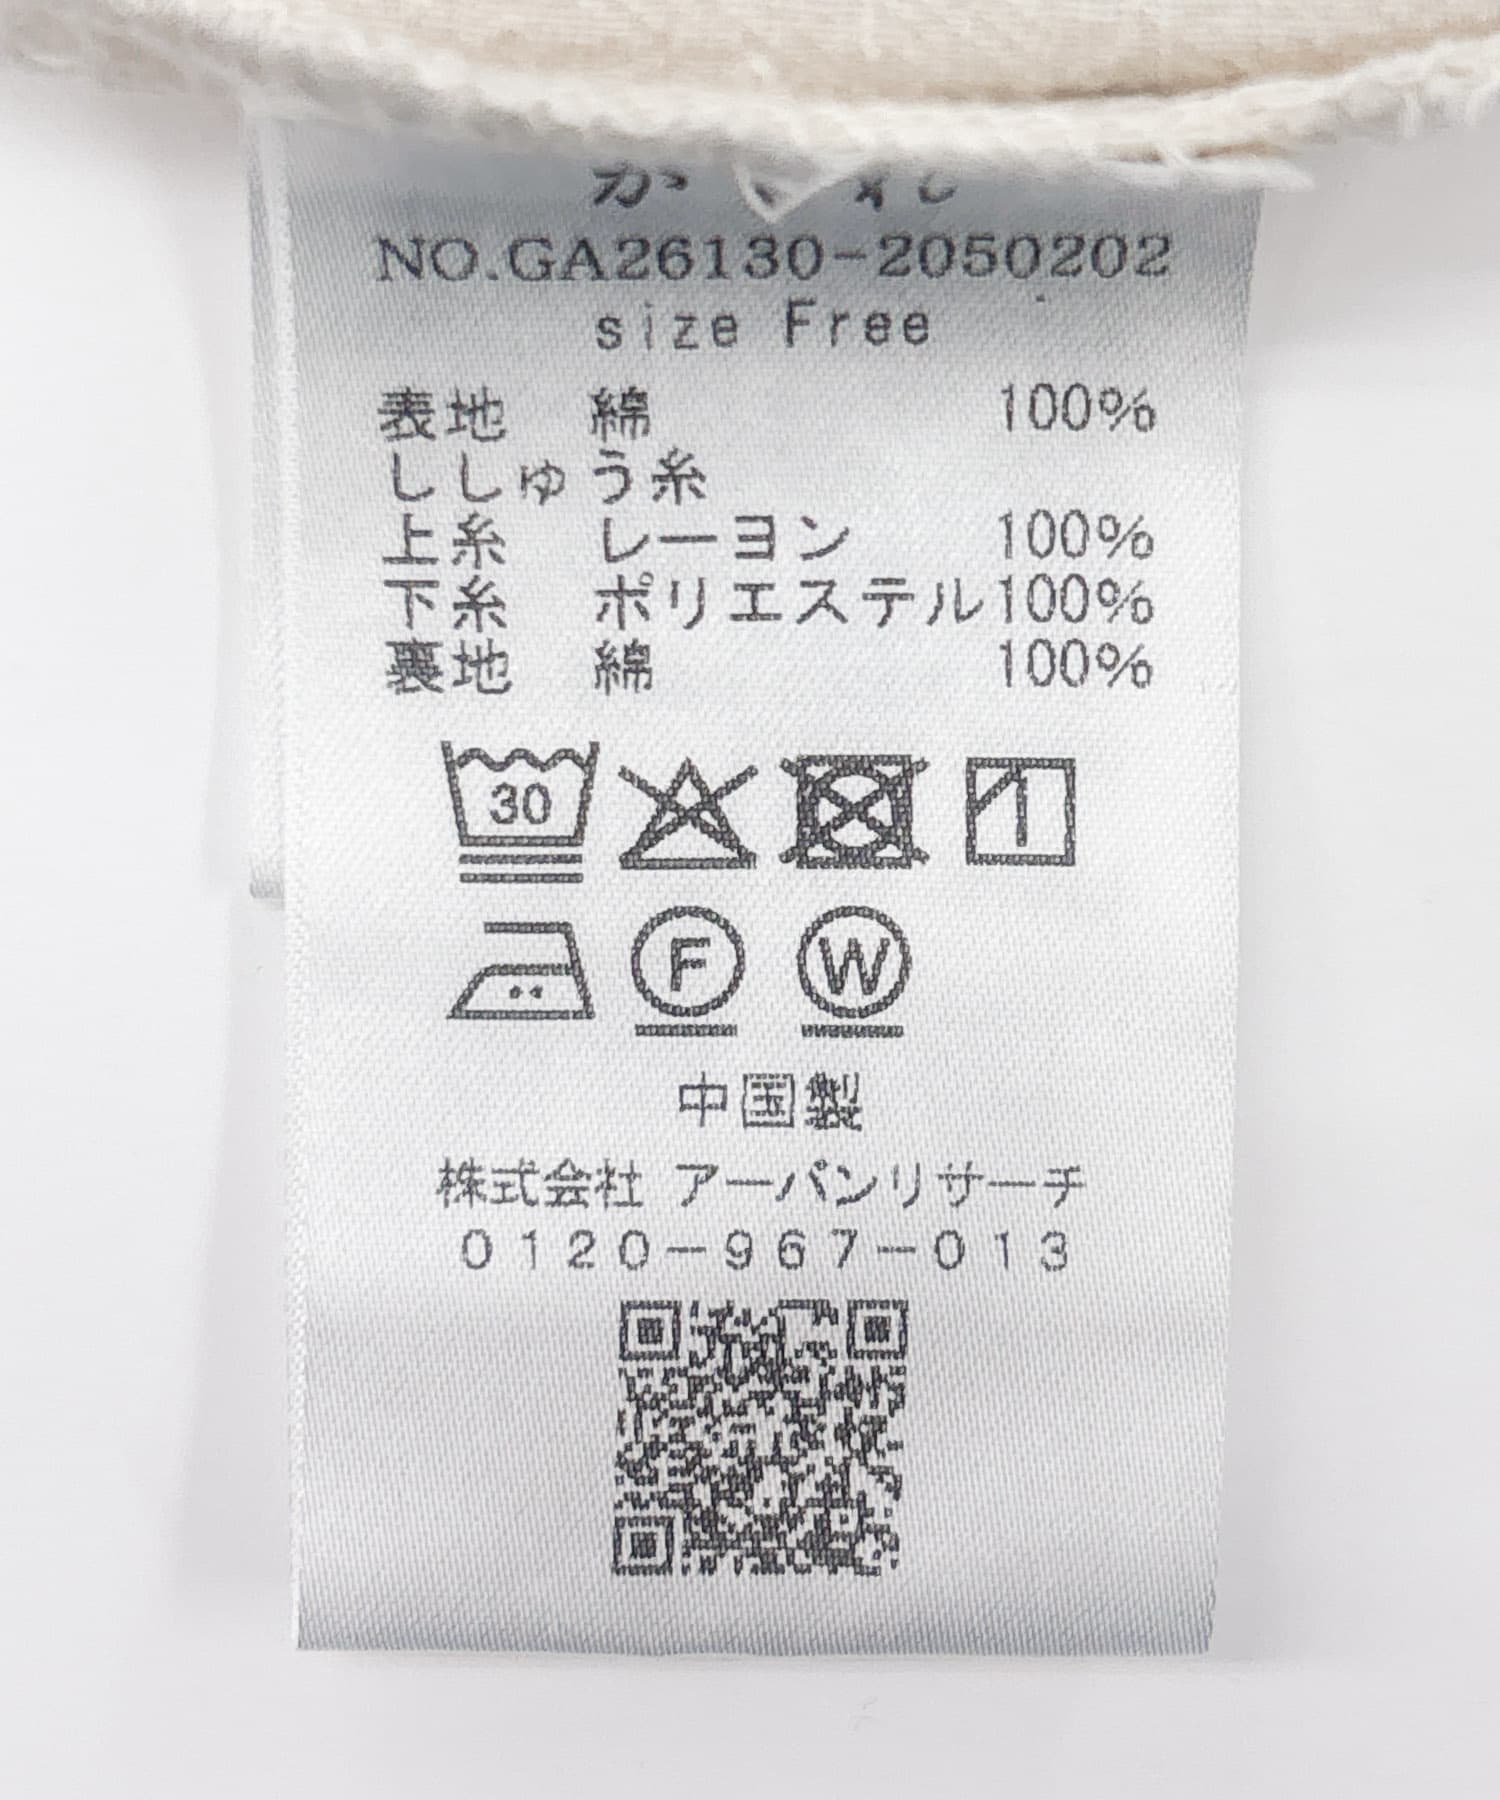 NO.GA26130-2050202
size Free
表地 綿 100%
ししゅう糸
上糸 レーヨン 100%
下糸 ポリエステル100%
裏地 綿 100%
30
F W
中国製
株式会社 アーバンリサーチ
0120-967-013